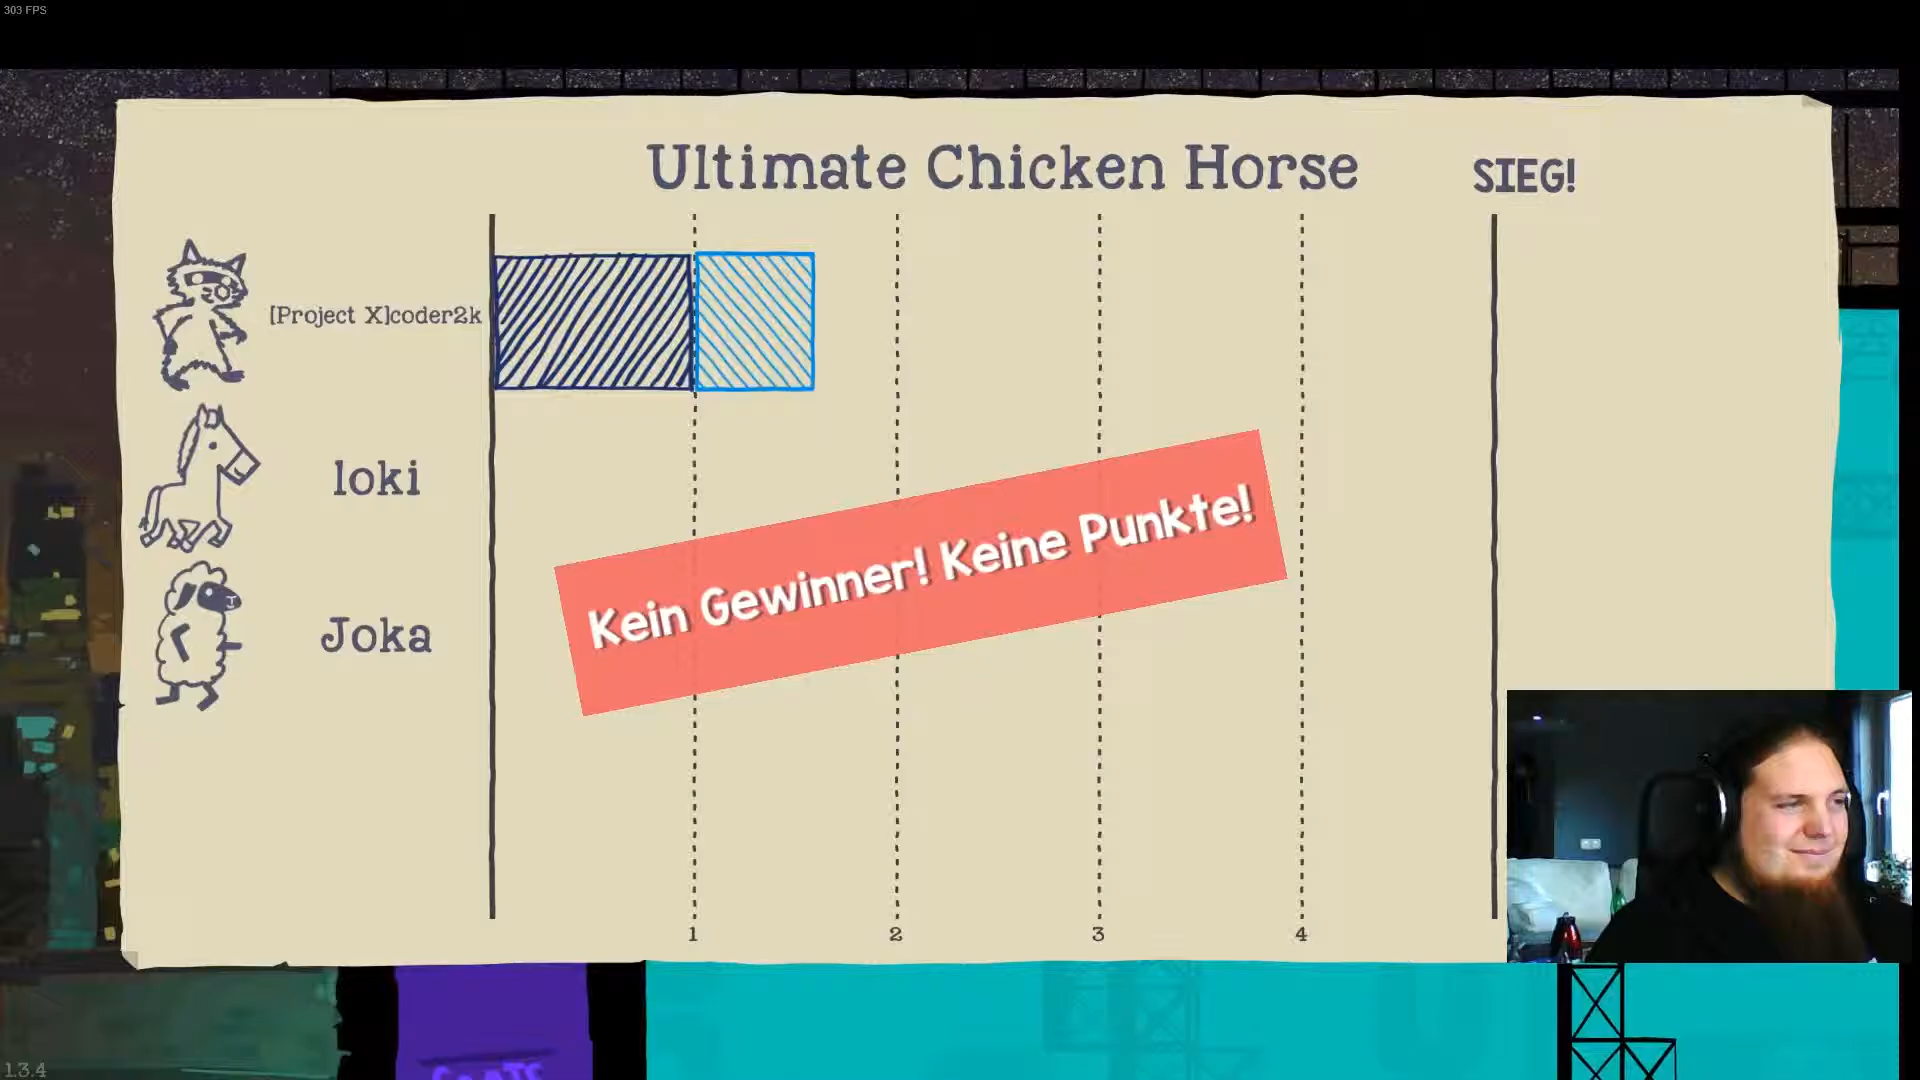 303 FPS
Ultimate Chicken Horse
SIEG!
[Project X]coder2k
loki
Joka
Kein Gewinner! Keine Punkte!
1 2 3 4
1.3.4